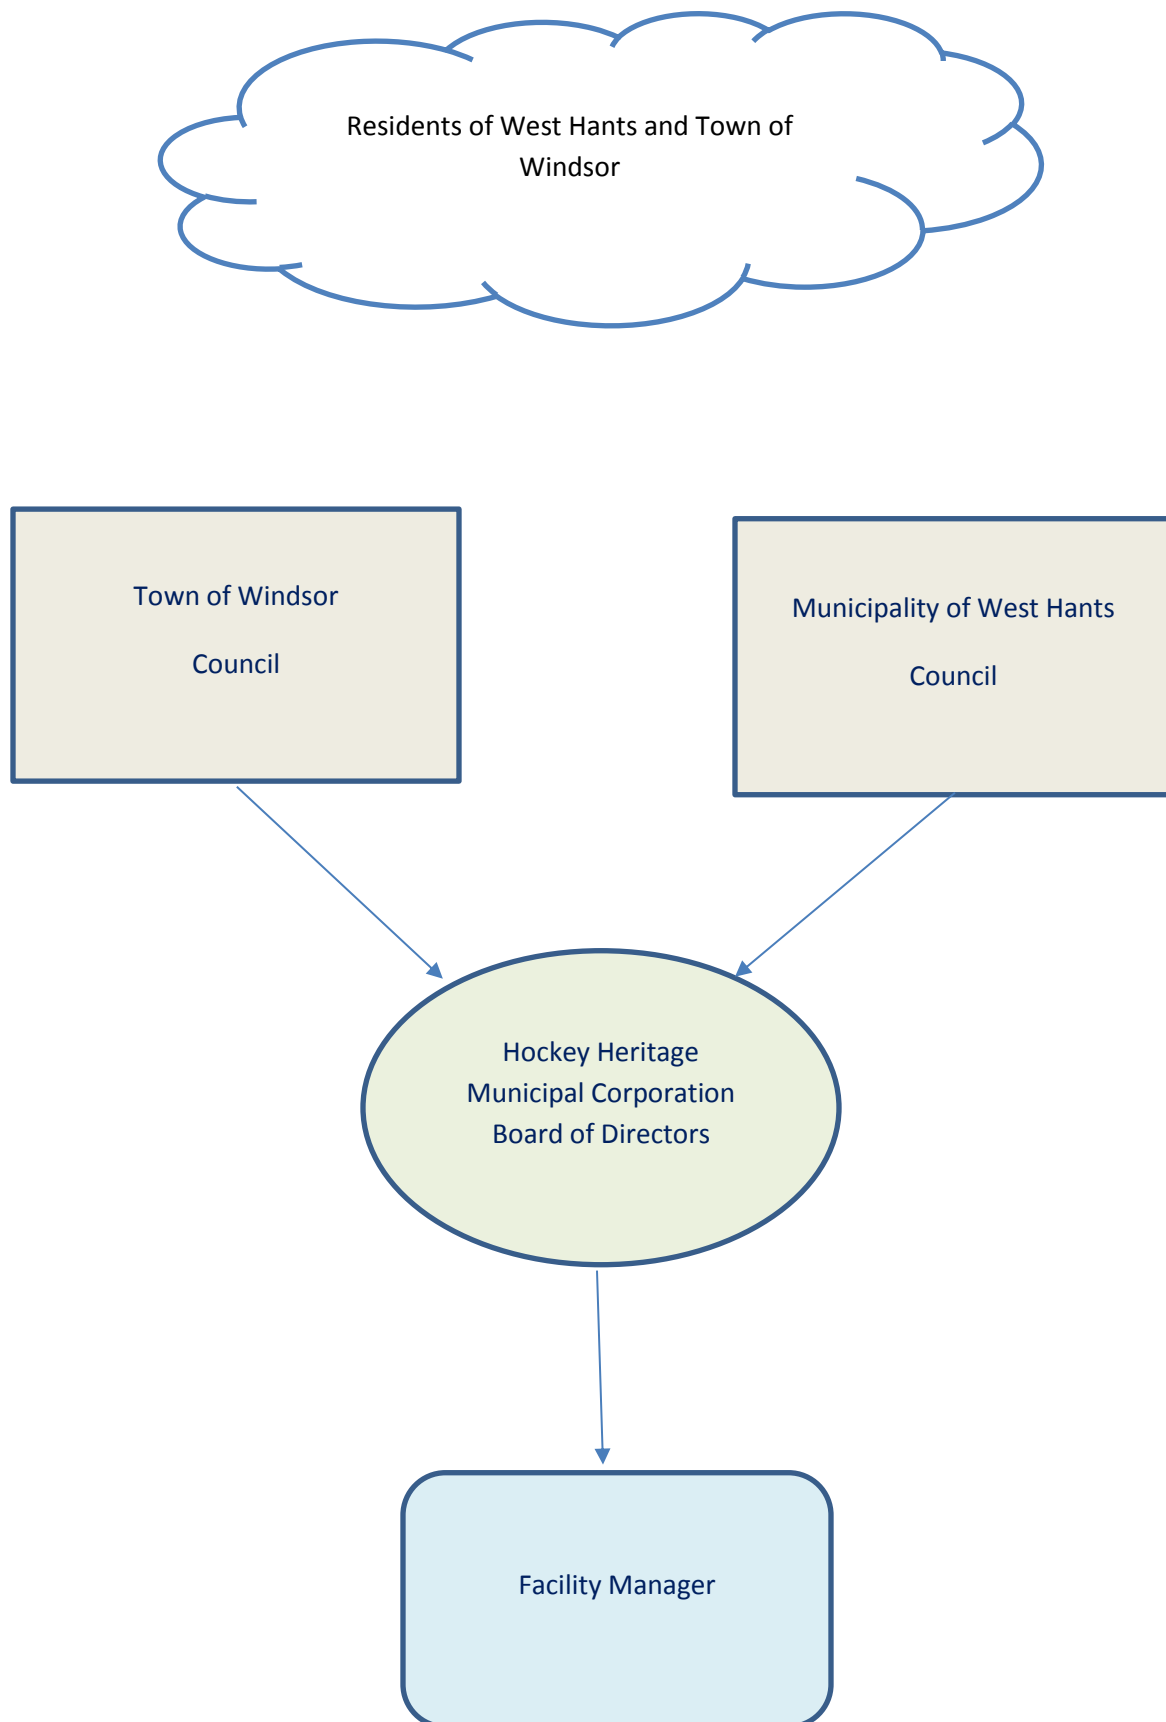 Residents of West Hants and Town of
Windsor
Town of Windsor
Council
Municipality of West Hants
Council
Hockey Heritage
Municipal Corporation
Board of Directors
Facility Manager